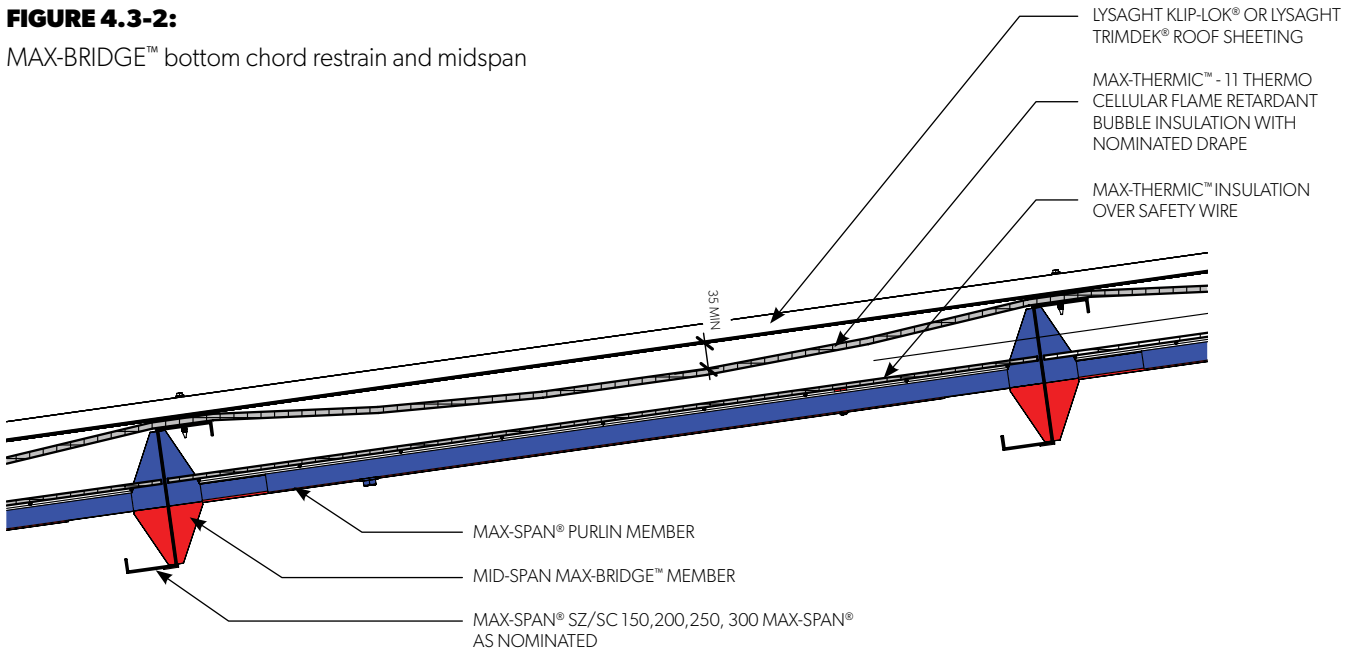 FIGURE 4.3-2:
MAX-BRIDGE™ bottom chord restrain and midspan
LYSAGHT KLIP-LOK® OR LYSAGHT
TRIMDEK® ROOF SHEETING
MAX-THERMIC™ - 11 THERMO
CELLULAR FLAME RETARDANT
BUBBLE INSULATION WITH
NOMINATED DRAPE
MAX-THERMIC™ INSULATION
OVER SAFETY WIRE
35 MIN
MAX-SPAN® PURLIN MEMBER
MID-SPAN MAX-BRIDGE™ MEMBER
MAX-SPAN® SZ/SC 150,200,250, 300 MAX-SPAN®
AS NOMINATED